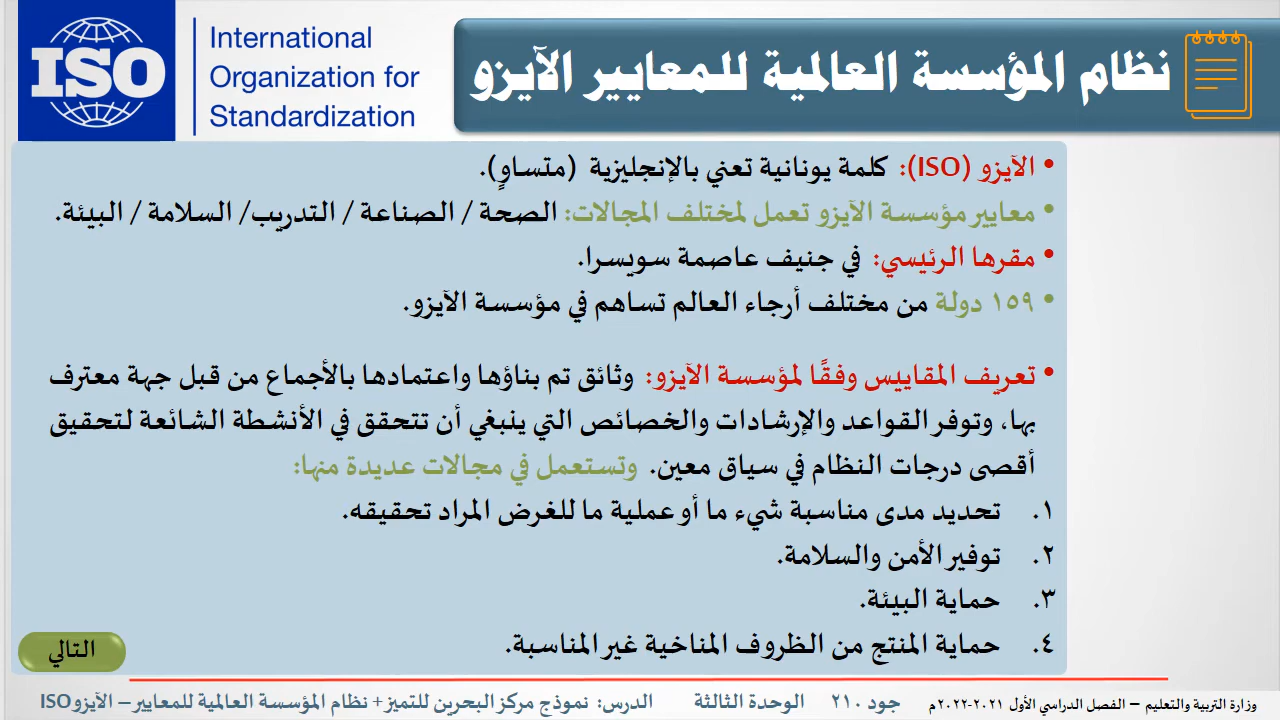 ISO
International
Organization for
Standardization
نظام المؤسسة العالمية للمعايير الآيزو
• الآيزو (ISO): كلمة يونانية تعني بالإنجليزية (متساوٍ).
• معايير مؤسسة الآيزو تعمل لمختلف المجالات: الصحة / الصناعة / التدريب/ السلامة / البيئة.
• مقرها الرئيسي: في جنيف عاصمة سويسرا.
• ١٥٩ دولة من مختلف أرجاء العالم تساهم في مؤسسة الآيزو.
• تعريف المقاييس وفقًا لمؤسسة الآيزو: وثائق تم بناؤها واعتمادها بالأجماع من قبل جهة معترف
بها، وتوفر القواعد والإرشادات والخصائص التي ينبغي أن تتحقق في الأنشطة الشائعة لتحقيق
أقصى درجات النظام في سياق معين. وتستعمل في مجالات عديدة منها:
١. تحديد مدى مناسبة شيء ما أو عملية ما للغرض المراد تحقيقه.
٢. توفير الأمن والسلامة.
٣. حماية البيئة.
٤. حماية المنتج من الظروف المناخية غير المناسبة.
التالي
وزارة التربية والتعليم – الفصل الدراسي الأول ٢٠٢١-٢٠٢٢م جود ٢١٠ الوحدة الثالثة الدرس: نموذج مركز البحرين للتميز+ نظام المؤسسة العالمية للمعايير– الآيزوISO